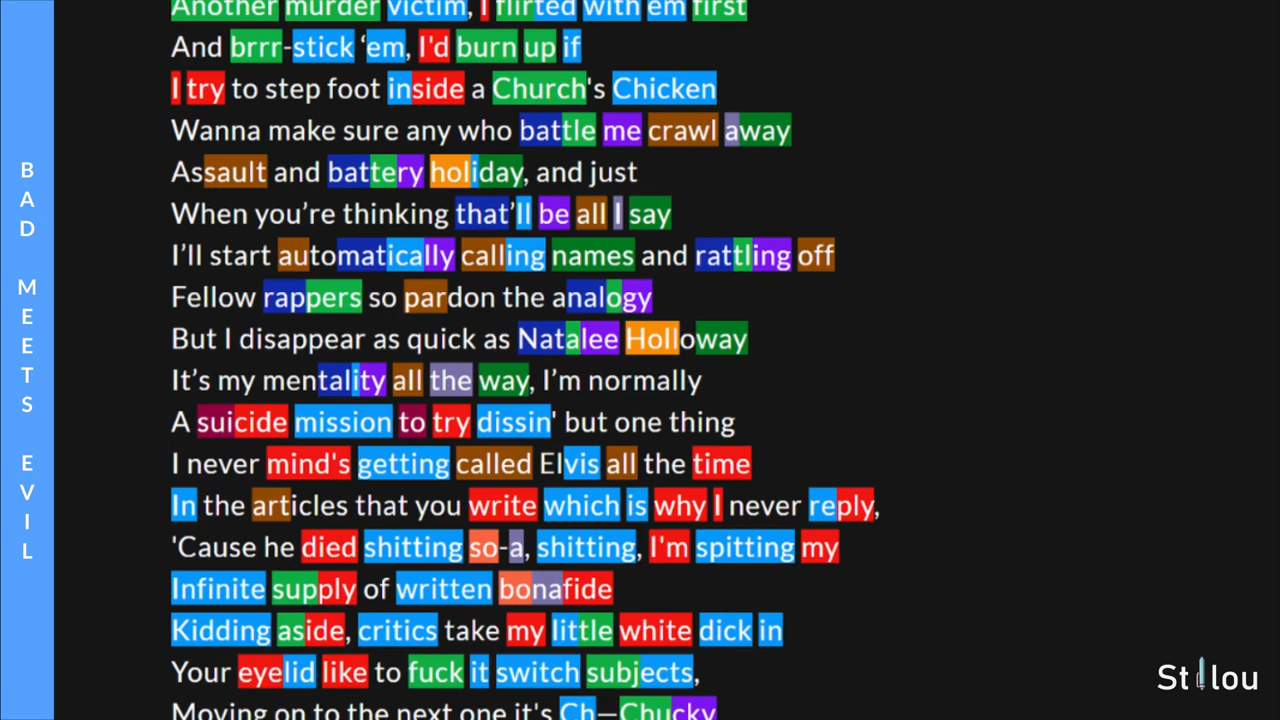 BAD MEETS EVIL
Another murder victim, I flirted with em first
And brrr-stick ‘em, I'd burn up if
I try to step foot inside a Church's Chicken
Wanna make sure any who battle me crawl away
Assault and battery holiday, and just
When you’re thinking that’ll be all I say
I’ll start automatically calling names and rattling off
Fellow rappers so pardon the analogy
But I disappear as quick as Natalee Holloway
It’s my mentality all the way, I’m normally
A suicide mission to try dissin' but one thing
I never mind's getting called Elvis all the time
In the articles that you write which is why I never reply,
'Cause he died shitting so-a, shitting, I'm spitting my
Infinite supply of written bonafide
Kidding aside, critics take my little white dick in
Your eyelid like to fuck it switch subjects,
Moving on to the next one it's Ch—Chucky
Stilou